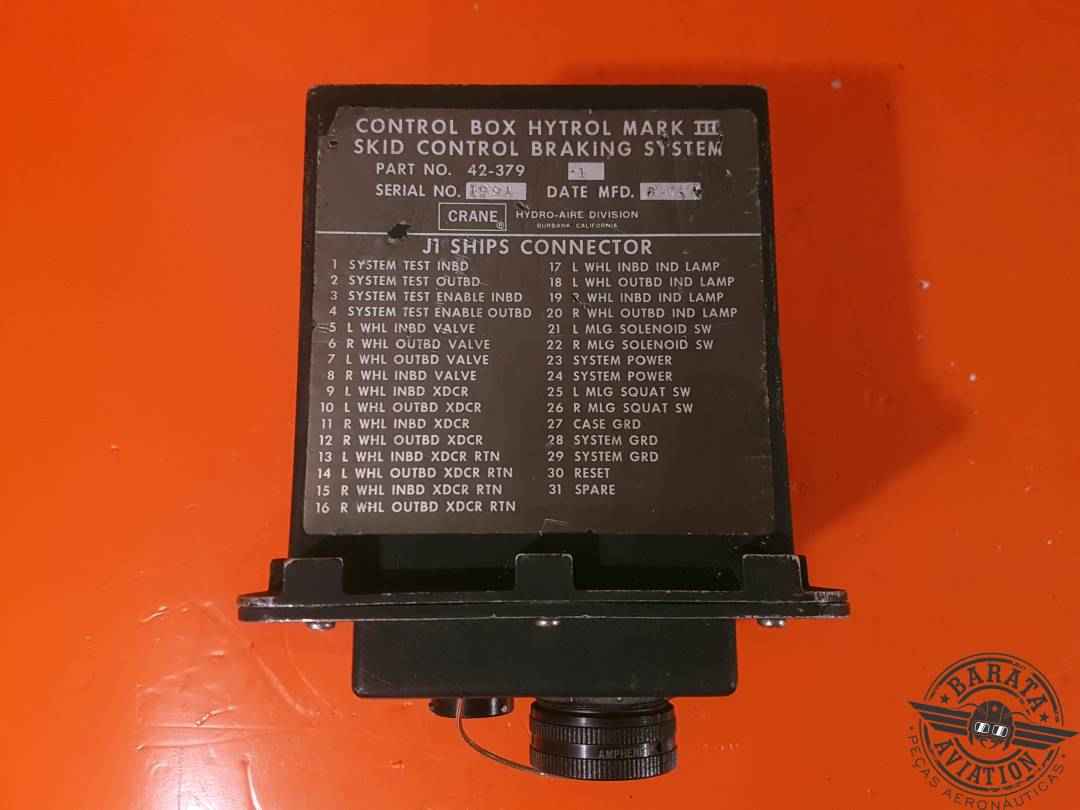 CONTROL BOX HYTROL MARK III
SKID CONTROL BRAKING SYSTEM
PART NO. 42-379 -1
SERIAL NO. DATE MFD.
CRANE ® HYDRO-AIRE DIVISION
BURBANK, CALIFORNIA
J1 SHIPS CONNECTOR
1 SYSTEM TEST INBD
2 SYSTEM TEST OUTBD
3 SYSTEM TEST ENABLE INBD
4 SYSTEM TEST ENABLE OUTBD
5 L WHL INBD VALVE
6 R WHL OUTBD VALVE
7 L WHL OUTBD VALVE
8 R WHL INBD VALVE
9 L WHL INBD XDCR
10 L WHL OUTBD XDCR
11 R WHL INBD XDCR
12 R WHL OUTBD XDCR
13 L WHL INBD XDCR RTN
14 L WHL OUTBD XDCR RTN
15 R WHL INBD XDCR RTN
16 R WHL OUTBD XDCR RTN
17 L WHL INBD IND LAMP
18 L WHL OUTBD IND LAMP
19 R WHL INBD IND LAMP
20 R WHL OUTBD IND LAMP
21 L MLG SOLENOID SW
22 R MLG SOLENOID SW
23 SYSTEM POWER
24 SYSTEM POWER
25 L MLG SQUAT SW
26 R MLG SQUAT SW
27 CASE GRD
28 SYSTEM GRD
29 SYSTEM GRD
30 RESET
31 SPARE
BARATA
AVIATION
PEÇAS AERONÁUTICAS